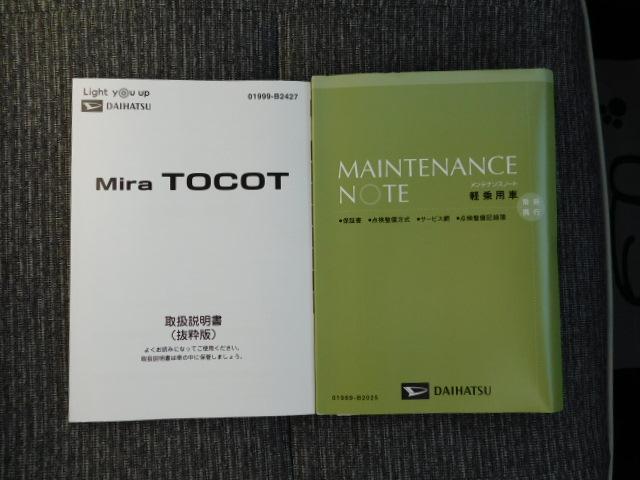 Light you up
DAIHATSU
01999-B2427
Mira TOCOT
取扱説明書
（抜粋版）
よくお読みになってご使用ください。
取扱説明書は車の中に保管しましょう。
MAINTENANCE
NOTE
メンテナンスノート
軽乗用車
●保証書 ●点検整備方式 ●サービス網 ●点検整備記録簿
携行
01989-B2025
DAIHATSU